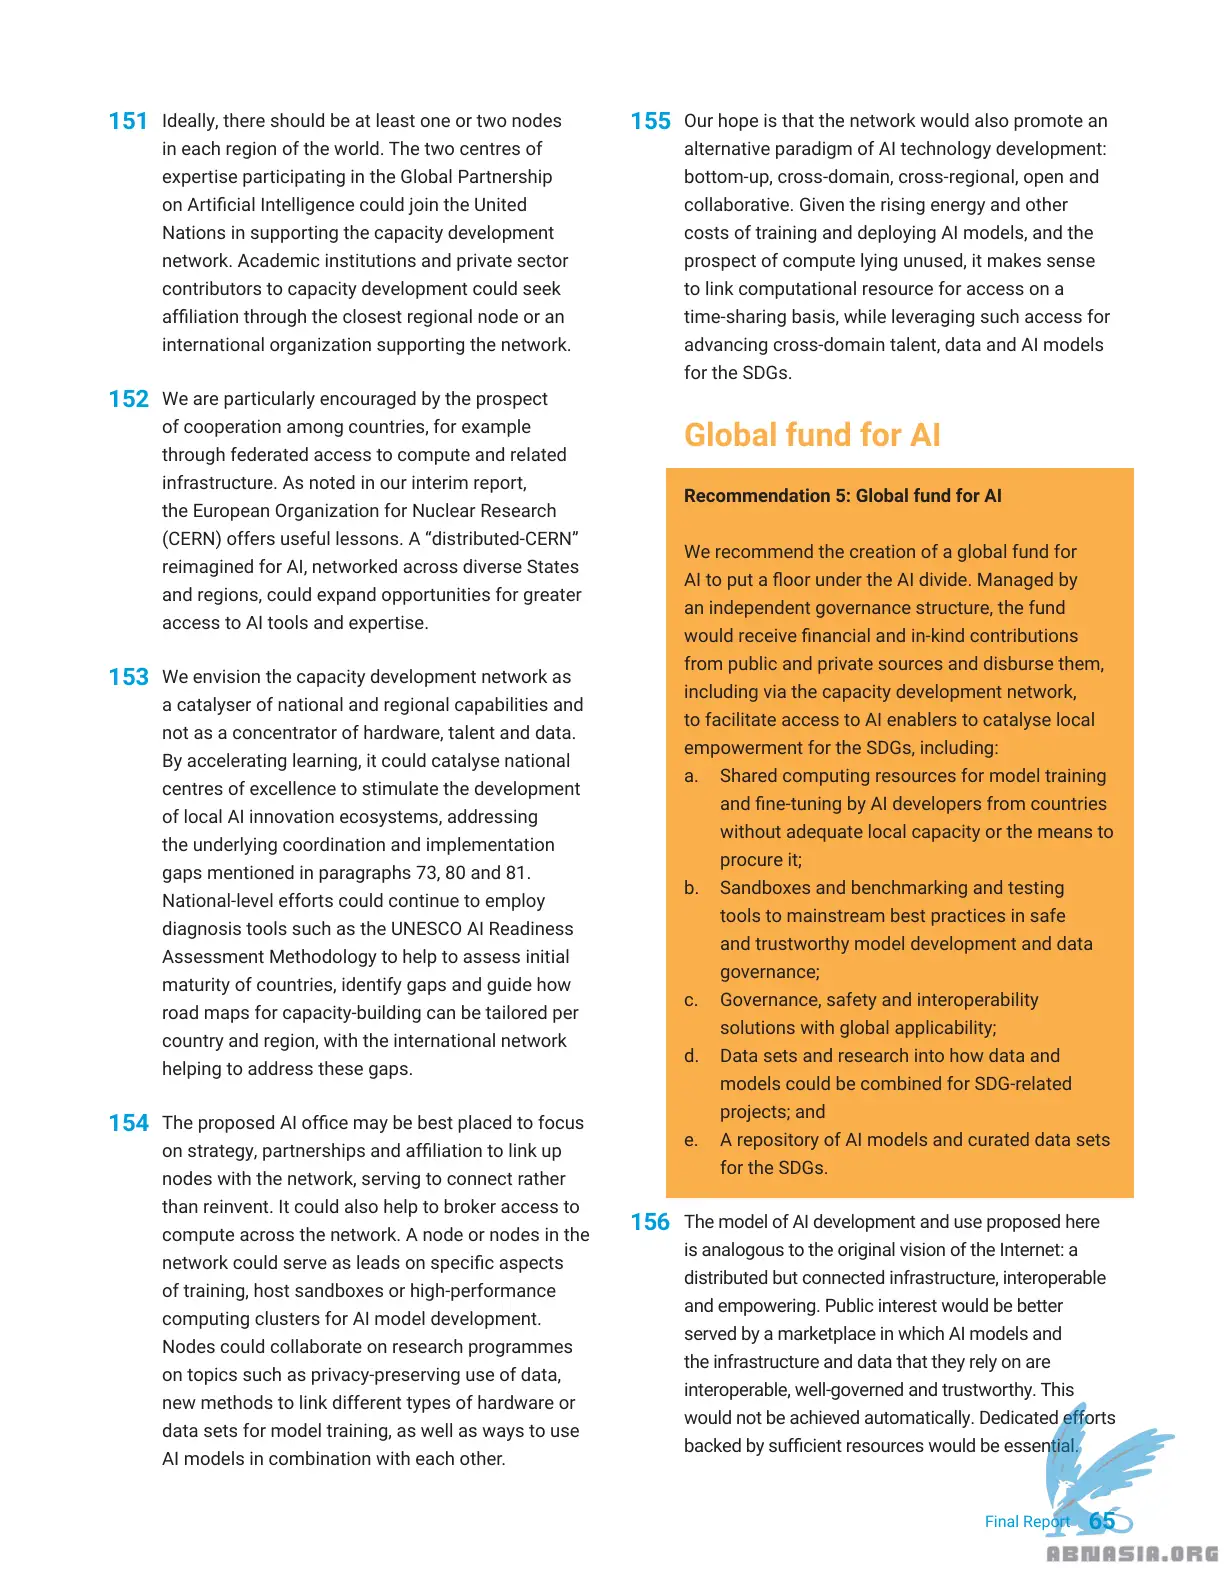 151 Ideally, there should be at least one or two nodes
in each region of the world. The two centres of
expertise participating in the Global Partnership
on Artificial Intelligence could join the United
Nations in supporting the capacity development
network. Academic institutions and private sector
contributors to capacity development could seek
affiliation through the closest regional node or an
international organization supporting the network.
152 We are particularly encouraged by the prospect
of cooperation among countries, for example
through federated access to compute and related
infrastructure. As noted in our interim report,
the European Organization for Nuclear Research
(CERN) offers useful lessons. A “distributed-CERN”
reimagined for AI, networked across diverse States
and regions, could expand opportunities for greater
access to AI tools and expertise.
153 We envision the capacity development network as
a catalyser of national and regional capabilities and
not as a concentrator of hardware, talent and data.
By accelerating learning, it could catalyse national
centres of excellence to stimulate the development
of local AI innovation ecosystems, addressing
the underlying coordination and implementation
gaps mentioned in paragraphs 73, 80 and 81.
National-level efforts could continue to employ
diagnosis tools such as the UNESCO AI Readiness
Assessment Methodology to help to assess initial
maturity of countries, identify gaps and guide how
road maps for capacity-building can be tailored per
country and region, with the international network
helping to address these gaps.
154 The proposed AI office may be best placed to focus
on strategy, partnerships and affiliation to link up
nodes with the network, serving to connect rather
than reinvent. It could also help to broker access to
compute across the network. A node or nodes in the
network could serve as leads on specific aspects
of training, host sandboxes or high-performance
computing clusters for AI model development.
Nodes could collaborate on research programmes
on topics such as privacy-preserving use of data,
new methods to link different types of hardware or
data sets for model training, as well as ways to use
AI models in combination with each other.
155 Our hope is that the network would also promote an
alternative paradigm of AI technology development:
bottom-up, cross-domain, cross-regional, open and
collaborative. Given the rising energy and other
costs of training and deploying AI models, and the
prospect of compute lying unused, it makes sense
to link computational resource for access on a
time-sharing basis, while leveraging such access for
advancing cross-domain talent, data and AI models
for the SDGs.
Global fund for AI
Recommendation 5: Global fund for AI
We recommend the creation of a global fund for
AI to put a floor under the AI divide. Managed by
an independent governance structure, the fund
would receive financial and in-kind contributions
from public and private sources and disburse them,
including via the capacity development network,
to facilitate access to AI enablers to catalyse local
empowerment for the SDGs, including:
a. Shared computing resources for model training
and fine-tuning by AI developers from countries
without adequate local capacity or the means to
procure it;
b. Sandboxes and benchmarking and testing
tools to mainstream best practices in safe
and trustworthy model development and data
governance;
c. Governance, safety and interoperability
solutions with global applicability;
d. Data sets and research into how data and
models could be combined for SDG-related
projects; and
e. A repository of AI models and curated data sets
for the SDGs.
156 The model of AI development and use proposed here
is analogous to the original vision of the Internet: a
distributed but connected infrastructure, interoperable
and empowering. Public interest would be better
served by a marketplace in which AI models and
the infrastructure and data that they rely on are
interoperable, well-governed and trustworthy. This
would not be achieved automatically. Dedicated efforts
backed by sufficient resources would be essential.
Final Report 65
ABNASIA.ORG